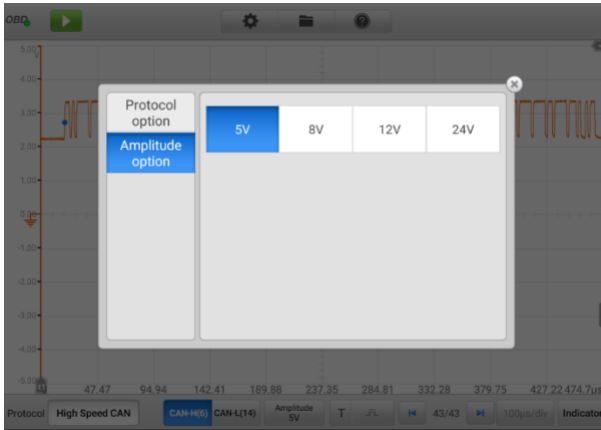 OBD
5.00
V
4.00
Protocol
option
Amplitude
option
5V 8V 12V 24V
3.00
2.00
1.00
0.00
-1.00
-2.00
-3.00
-4.00
-5.00
47.47 94.94 142.41 189.88 237.35 284.81 332.28 379.75 427.22 474.7us
Protocol High Speed CAN CAN-H(6) CAN-L(14) Amplitude
5V T 43/43 100µs/div Indicator